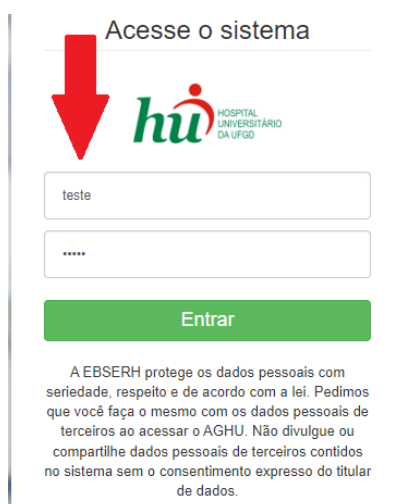 Acesse o sistema
hu
HOSPITAL
UNIVERSITÁRIO
DA UFGD
teste
•••••
Entrar
A EBSERH protege os dados pessoais com
seriedade, respeito e de acordo com a lei. Pedimos
que você faça o mesmo com os dados pessoais de
terceiros ao acessar o AGHU. Não divulgue ou
compartilhe dados pessoais de terceiros contidos
no sistema sem o consentimento expresso do titular
de dados.